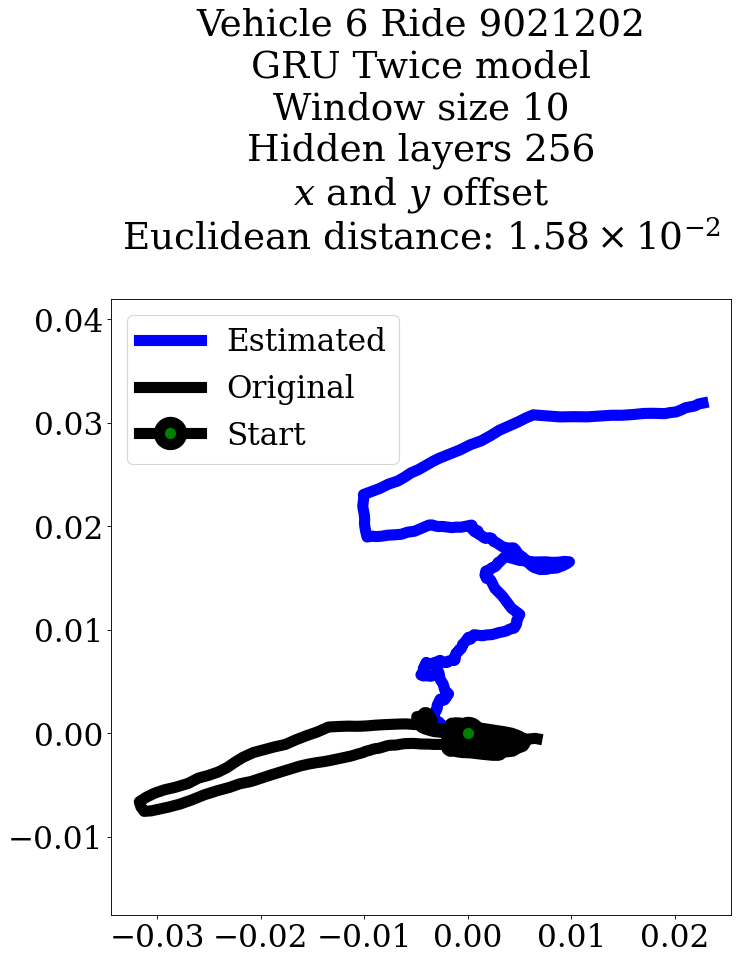 Vehicle 6 Ride 9021202
GRU Twice model
Window size 10
Hidden layers 256
x and y offset
Euclidean distance: 1.58 × 10⁻²
Estimated
Original
Start
0.04
0.03
0.02
0.01
0.00
−0.01
−0.03 −0.02 −0.01 0.00 0.01 0.02